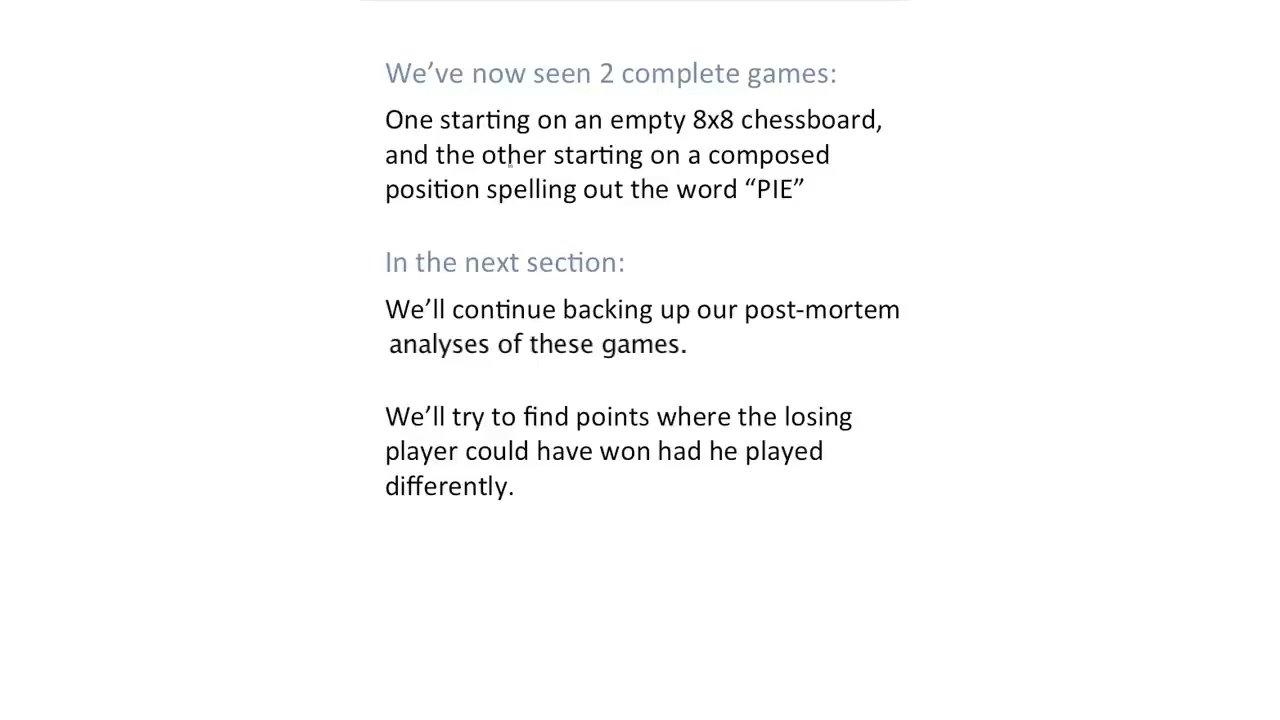 We’ve now seen 2 complete games:
One starting on an empty 8x8 chessboard,
and the other starting on a composed
position spelling out the word “PIE”
In the next section:
We’ll continue backing up our post-mortem
analyses of these games.
We’ll try to find points where the losing
player could have won had he played
differently.